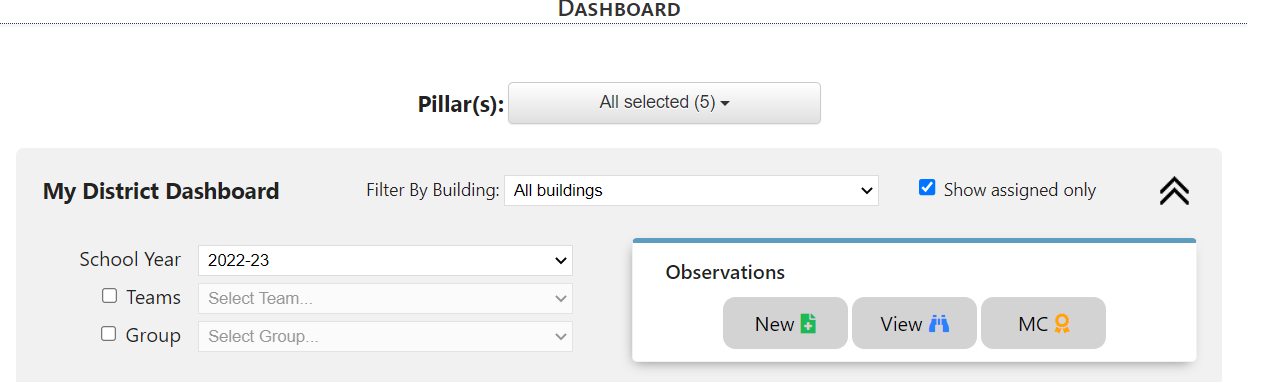 Dashboard
Pillar(s): All selected (5)
My District Dashboard Filter By Building: All buildings Show assigned only
School Year 2022-23
Teams Select Team...
Group Select Group...
Observations
New View MC